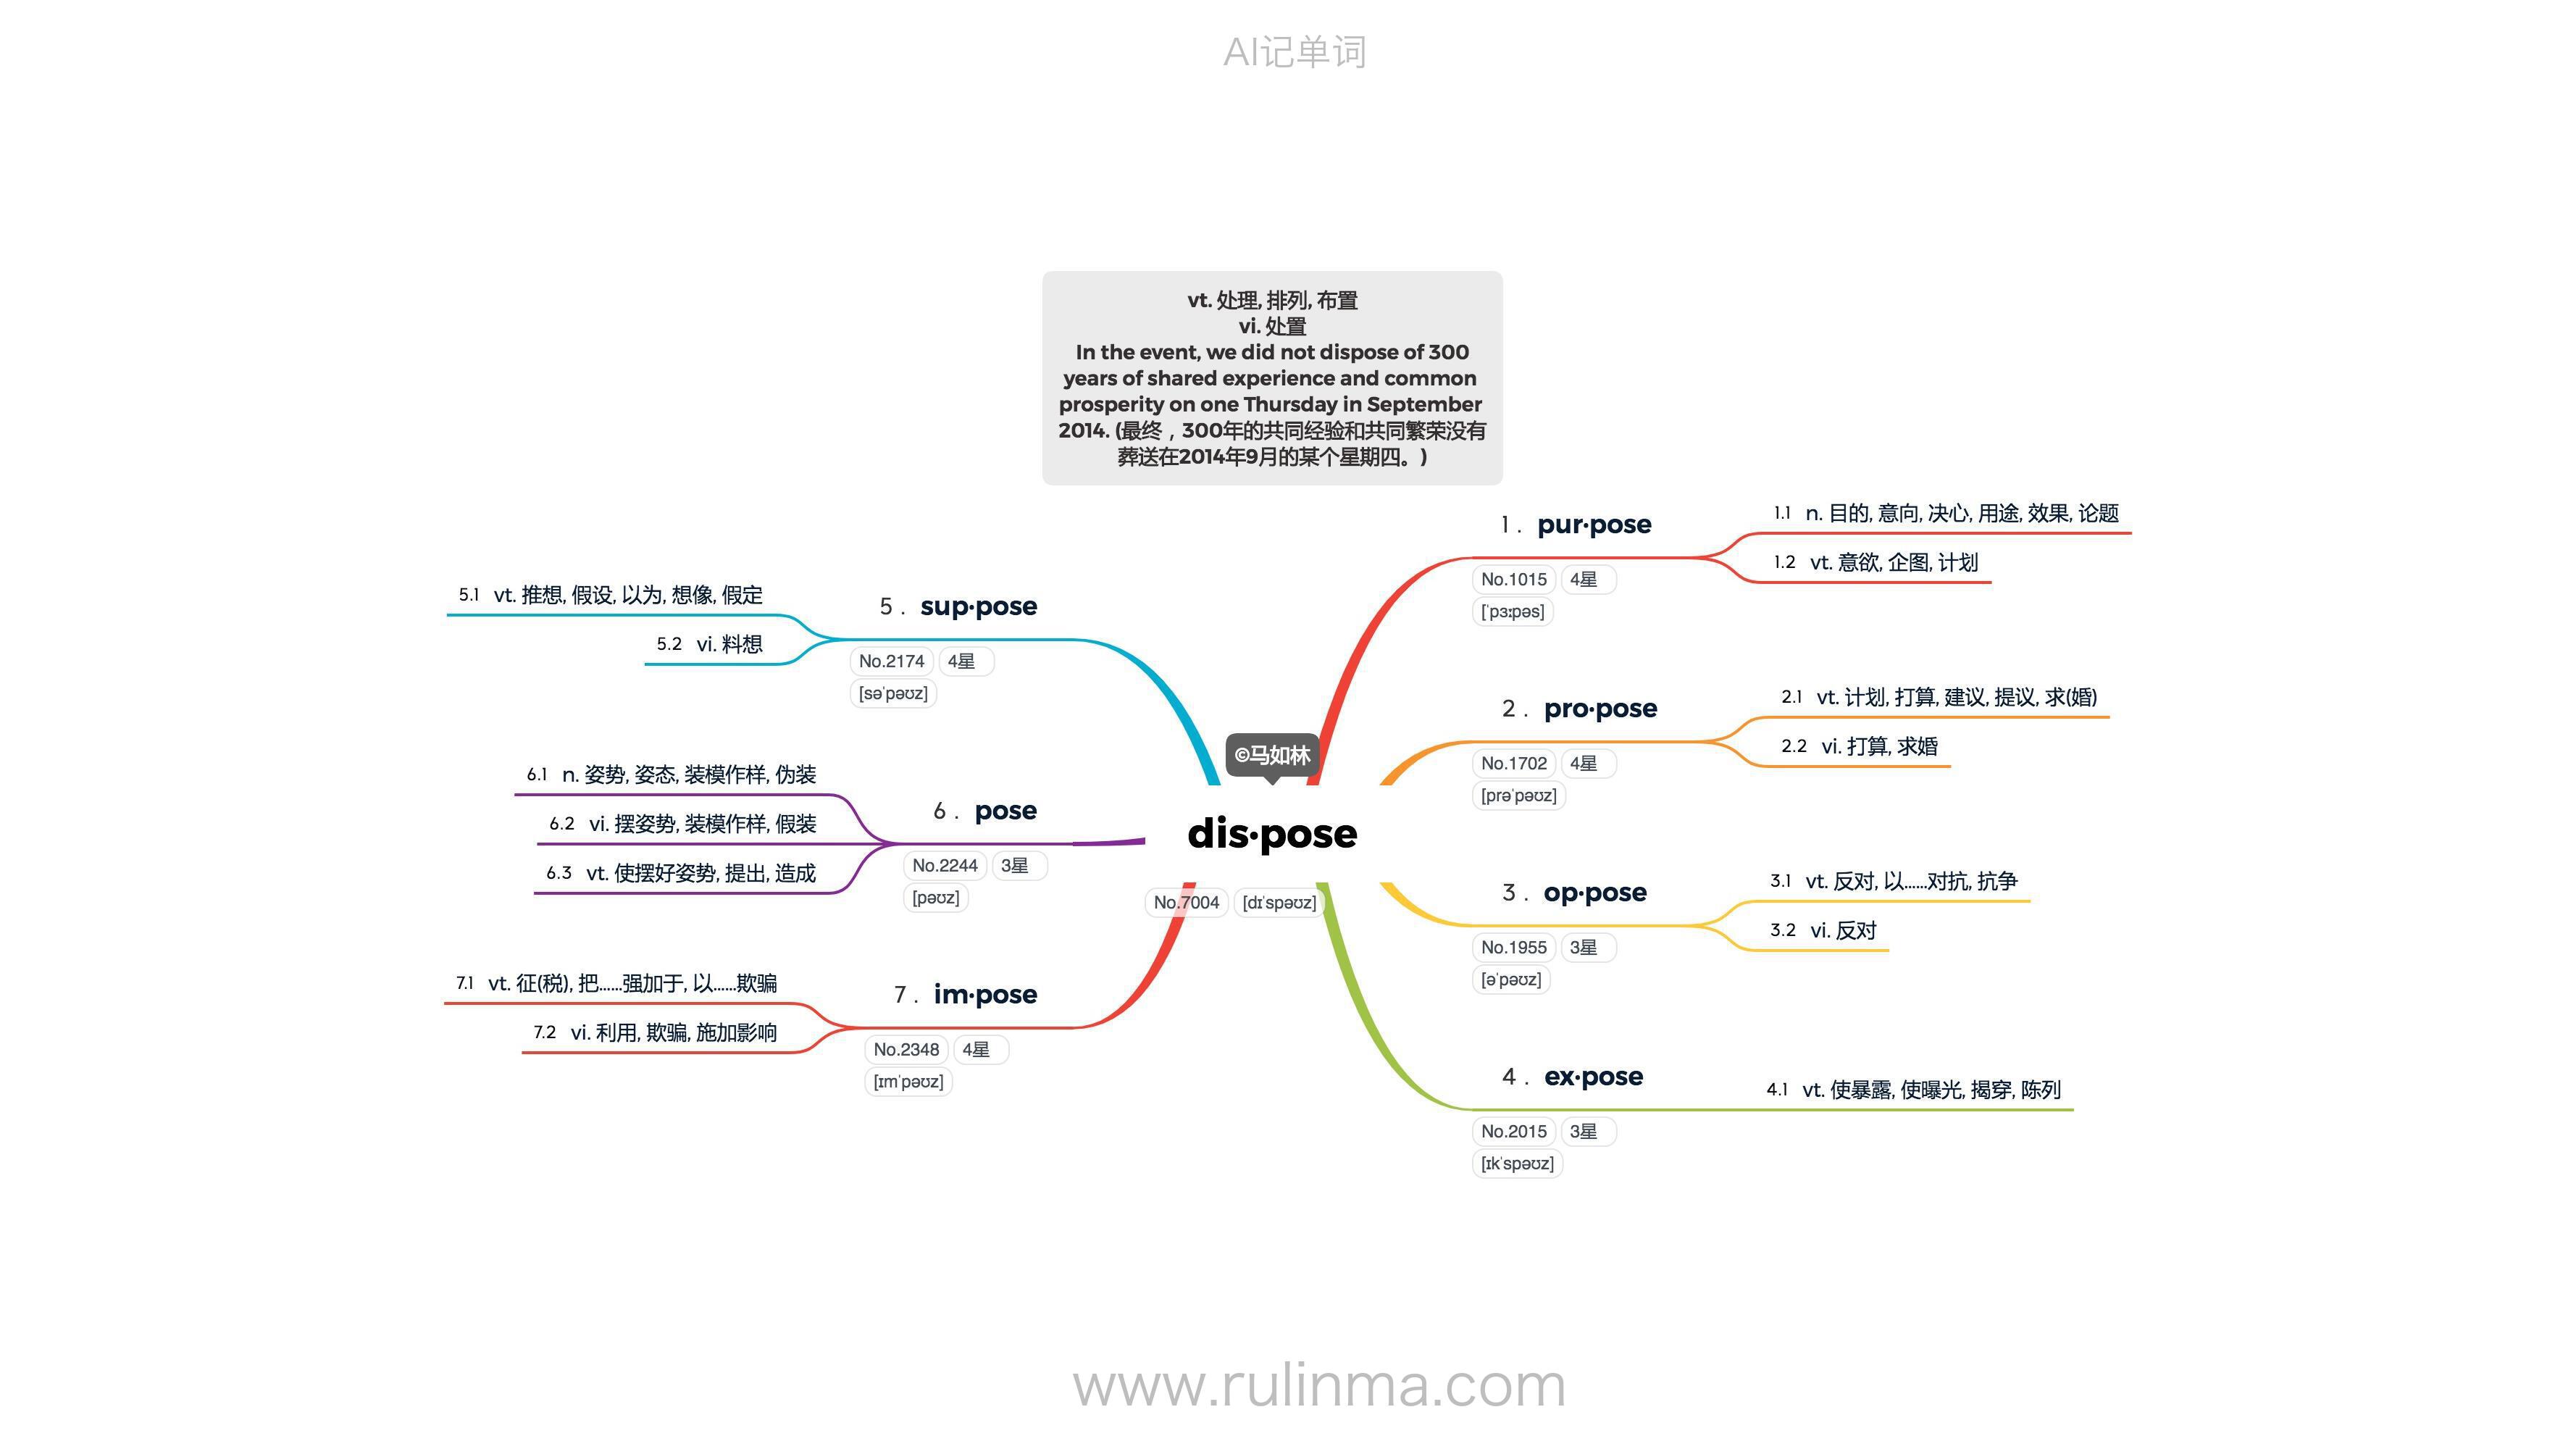 AI记单词
vt. 处理, 排列, 布置
vi. 处置
In the event, we did not dispose of 300
years of shared experience and common
prosperity on one Thursday in September
2014. (最终，300年的共同经验和共同繁荣没有
葬送在2014年9月的某个星期四。)
©马如林
dis·pose
No.7004 [dɪˈspəʊz]
1 . pur·pose
No.1015 4星
[ˈpɜːpəs]
1.1 n. 目的, 意向, 决心, 用途, 效果, 论题
1.2 vt. 意欲, 企图, 计划
2 . pro·pose
No.1702 4星
[prəˈpəʊz]
2.1 vt. 计划, 打算, 建议, 提议, 求(婚)
2.2 vi. 打算, 求婚
3 . op·pose
No.1955 3星
[əˈpəʊz]
3.1 vt. 反对, 以......对抗, 抗争
3.2 vi. 反对
4 . ex·pose
No.2015 3星
[ɪkˈspəʊz]
4.1 vt. 使暴露, 使曝光, 揭穿, 陈列
5 . sup·pose
No.2174 4星
[səˈpəʊz]
5.1 vt. 推想, 假设, 以为, 想像, 假定
5.2 vi. 料想
6 . pose
No.2244 3星
[pəʊz]
6.1 n. 姿势, 姿态, 装模作样, 伪装
6.2 vi. 摆姿势, 装模作样, 假装
6.3 vt. 使摆好姿势, 提出, 造成
7 . im·pose
No.2348 4星
[ɪmˈpəʊz]
7.1 vt. 征(税), 把......强加于, 以......欺骗
7.2 vi. 利用, 欺骗, 施加影响
www.rulinma.com